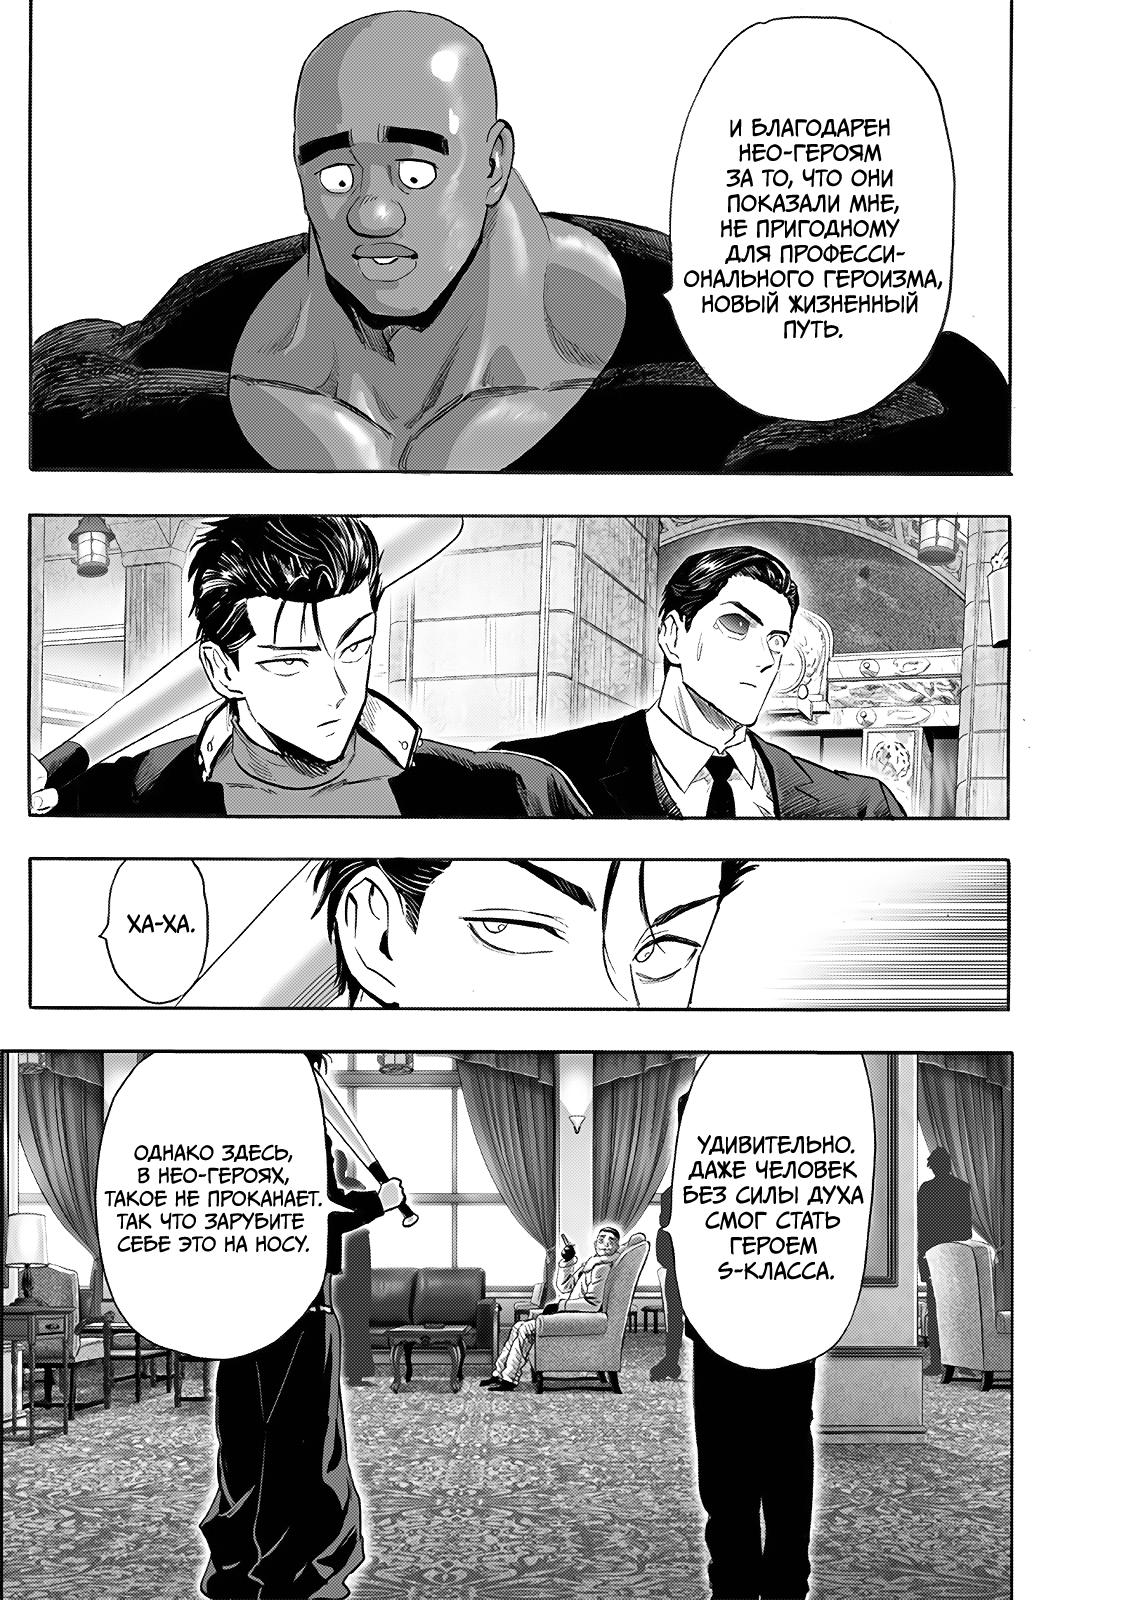 И БЛАГОДАРЕН
НЕО-ГЕРОЯМ
ЗА ТО, ЧТО ОНИ
ПОКАЗАЛИ МНЕ,
НЕ ПРИГОДНОМУ
ДЛЯ ПРОФЕССИ-
ОНАЛЬНОГО ГЕРОИЗМА,
НОВЫЙ ЖИЗНЕННЫЙ
ПУТЬ.
ХА-ХА.
УДИВИТЕЛЬНО.
ДАЖЕ ЧЕЛОВЕК
БЕЗ СИЛЫ ДУХА
СМОГ СТАТЬ
ГЕРОЕМ
S-КЛАССА.
ОДНАКО ЗДЕСЬ,
В НЕО-ГЕРОЯХ,
ТАКОЕ НЕ ПРОКАНАЕТ.
ТАК ЧТО ЗАРУБИТЕ
СЕБЕ ЭТО НА НОСУ.